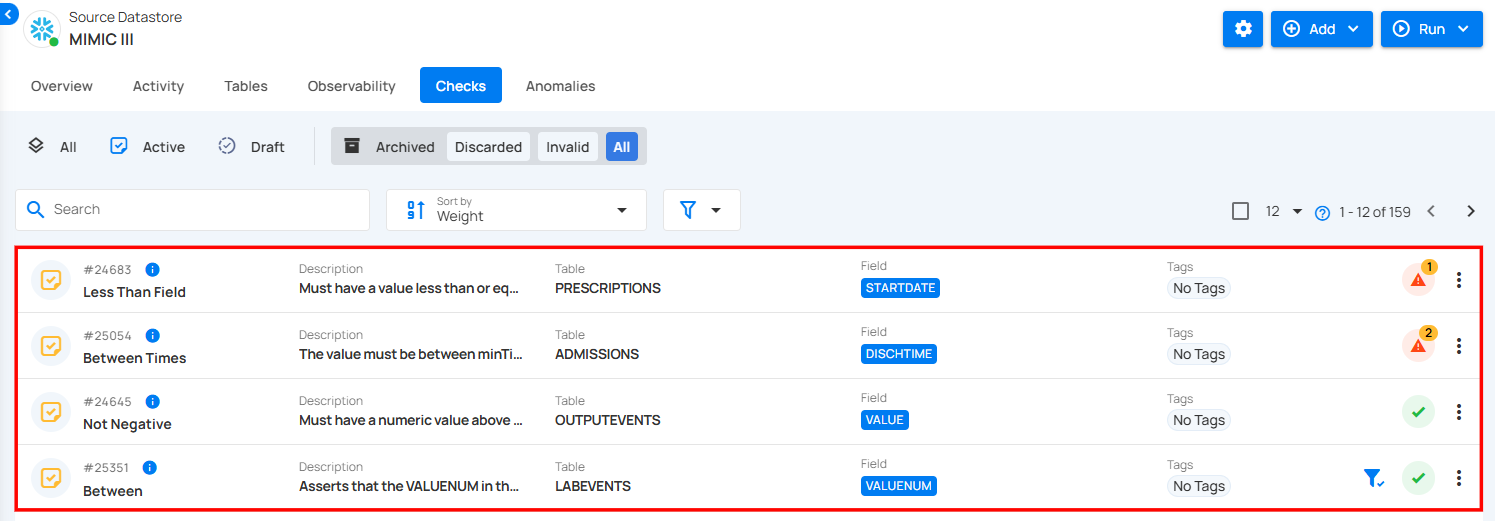 Source Datastore
MIMIC III
Add
Run
Overview Activity Tables Observability Checks Anomalies
All Active Draft Archived Discarded Invalid All
Search
Sort by
Weight
12 1 - 12 of 159
#24683 Description Table Field Tags 1
Less Than Field Must have a value less than or eq... PRESCRIPTIONS STARTDATE No Tags
#25054 Description Table Field Tags 2
Between Times The value must be between minTi... ADMISSIONS DISCHTIME No Tags
#24645 Description Table Field Tags
Not Negative Must have a numeric value above ... OUTPUTEVENTS VALUE No Tags
#25351 Description Table Field Tags
Between Asserts that the VALUENUM in th... LABEVENTS VALUENUM No Tags